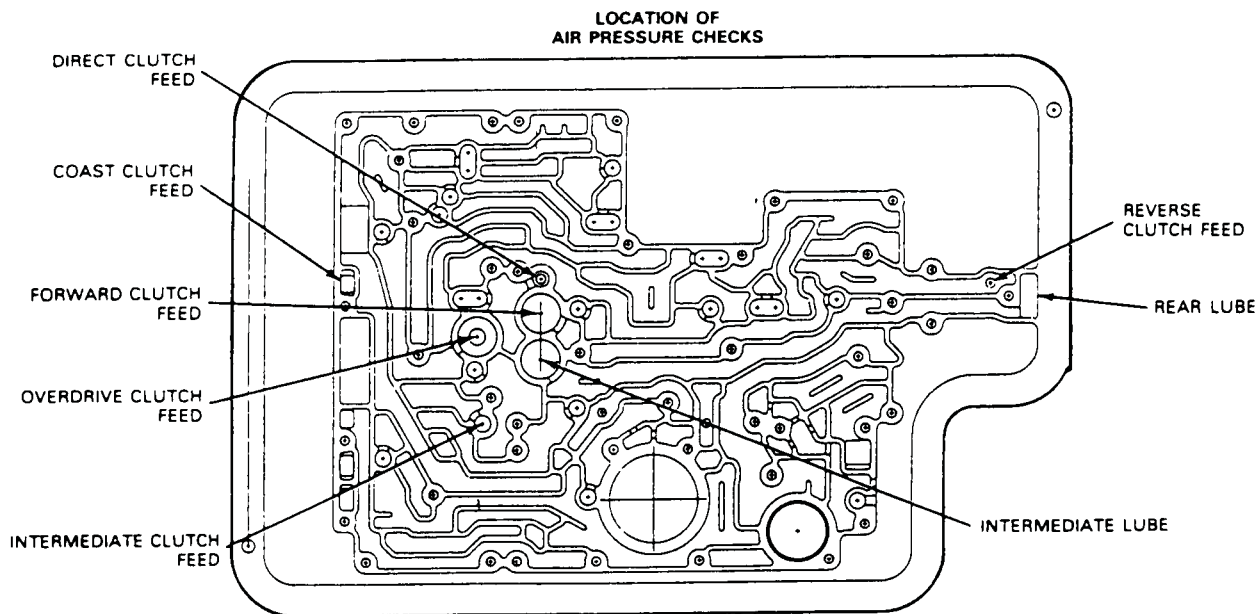 LOCATION OF
AIR PRESSURE CHECKS
DIRECT CLUTCH
FEED
COAST CLUTCH
FEED
FORWARD CLUTCH
FEED
OVERDRIVE CLUTCH
FEED
INTERMEDIATE CLUTCH
FEED
REVERSE
CLUTCH FEED
REAR LUBE
INTERMEDIATE LUBE